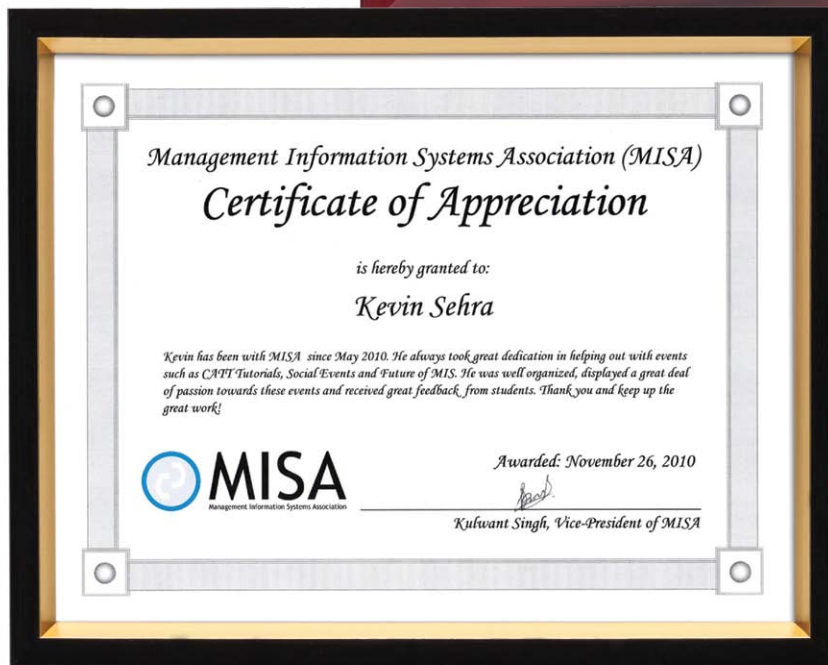 Management Information Systems Association (MISA)
Certificate of Appreciation
is hereby granted to:
Kevin Sehra
Kevin has been with MISA since May 2010. He always took great dedication in helping out with events
such as CATT Tutorials, Social Events and Future of MIS. He was well organized, displayed a great deal
of passion towards these events and received great feedback from students. Thank you and keep up the
great work!
MISA
Management Information Systems Association
Awarded: November 26, 2010
Kulwant Singh, Vice-President of MISA